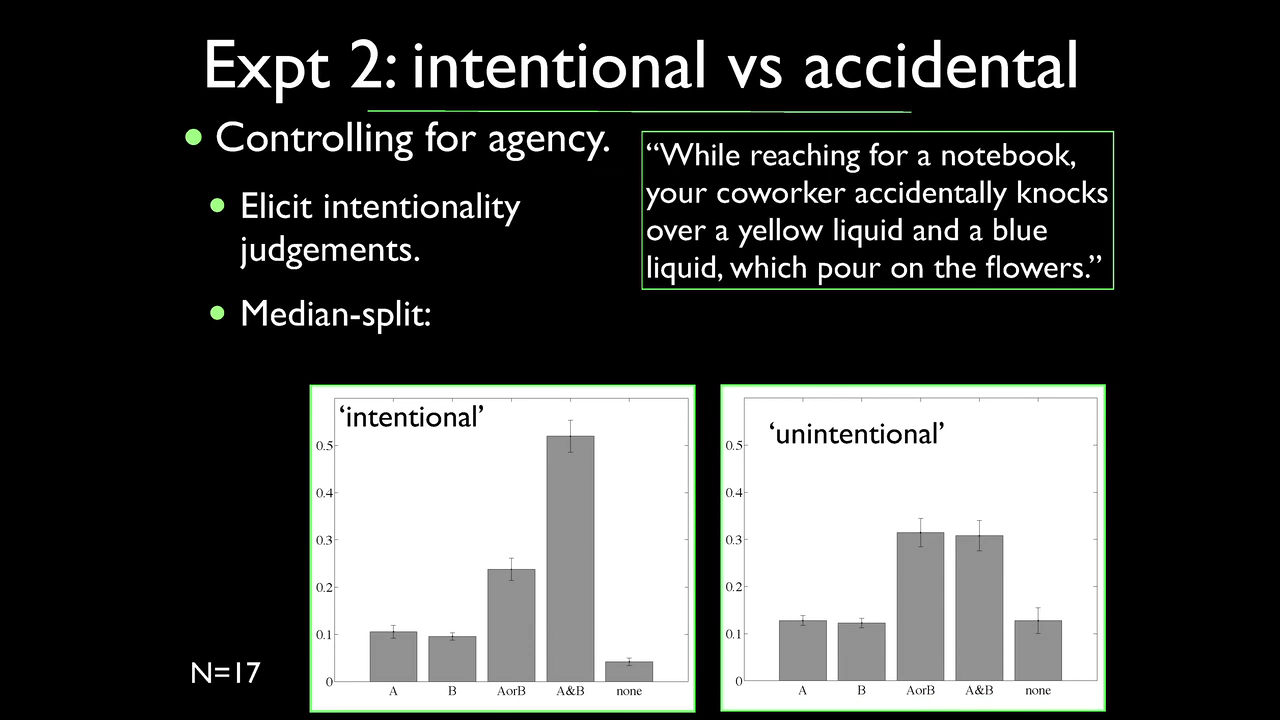 Expt 2: intentional vs accidental
Controlling for agency.
Elicit intentionality
judgements.
Median-split:
“While reaching for a notebook,
your coworker accidentally knocks
over a yellow liquid and a blue
liquid, which pour on the flowers.”
‘intentional’
0.5
0.4
0.3
0.2
0.1
0
A B AorB A&B none
‘unintentional’
0.5
0.4
0.3
0.2
0.1
0
A B AorB A&B none
N=17